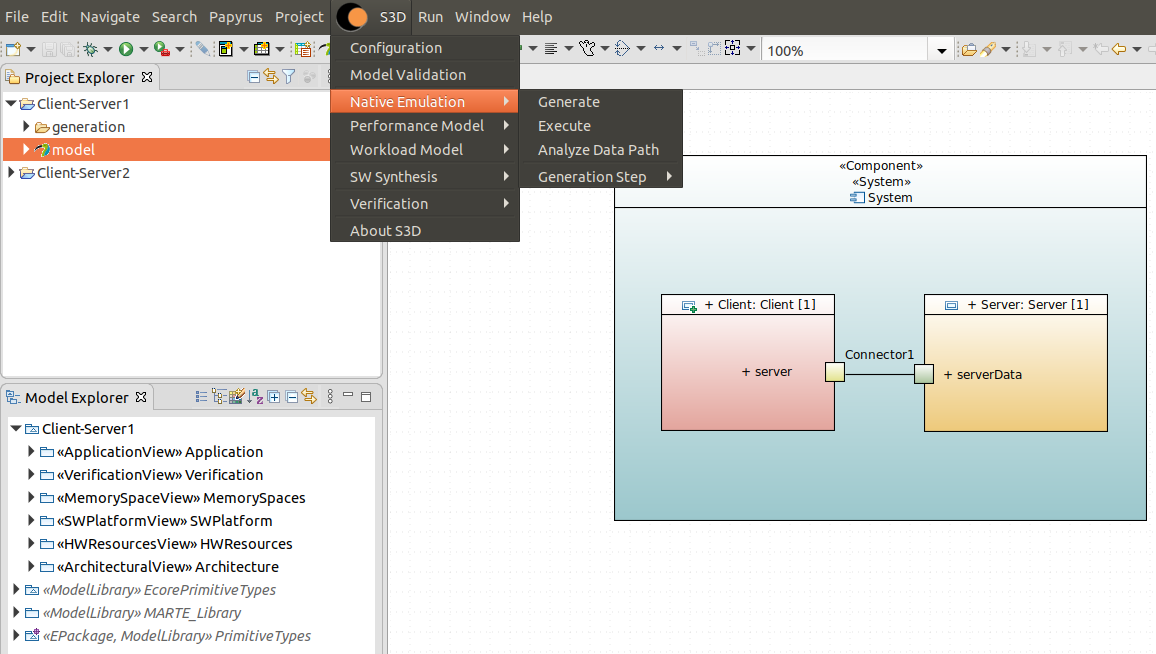 File Edit Navigate Search Papyrus Project S3D Run Window Help
100%
Configuration
Model Validation
Native Emulation
Performance Model
Workload Model
SW Synthesis
Verification
About S3D
Generate
Execute
Analyze Data Path
Generation Step
Project Explorer
Client-Server1
generation
model
Client-Server2
Model Explorer
Client-Server1
«ApplicationView» Application
«VerificationView» Verification
«MemorySpaceView» MemorySpaces
«SWPlatformView» SWPlatform
«HWResourcesView» HWResources
«ArchitecturalView» Architecture
«ModelLibrary» EcorePrimitiveTypes
«ModelLibrary» MARTE_Library
«EPackage, ModelLibrary» PrimitiveTypes
«Component»
«System»
System
+ Client: Client [1]
+ server
Connector1
+ Server: Server [1]
+ serverData